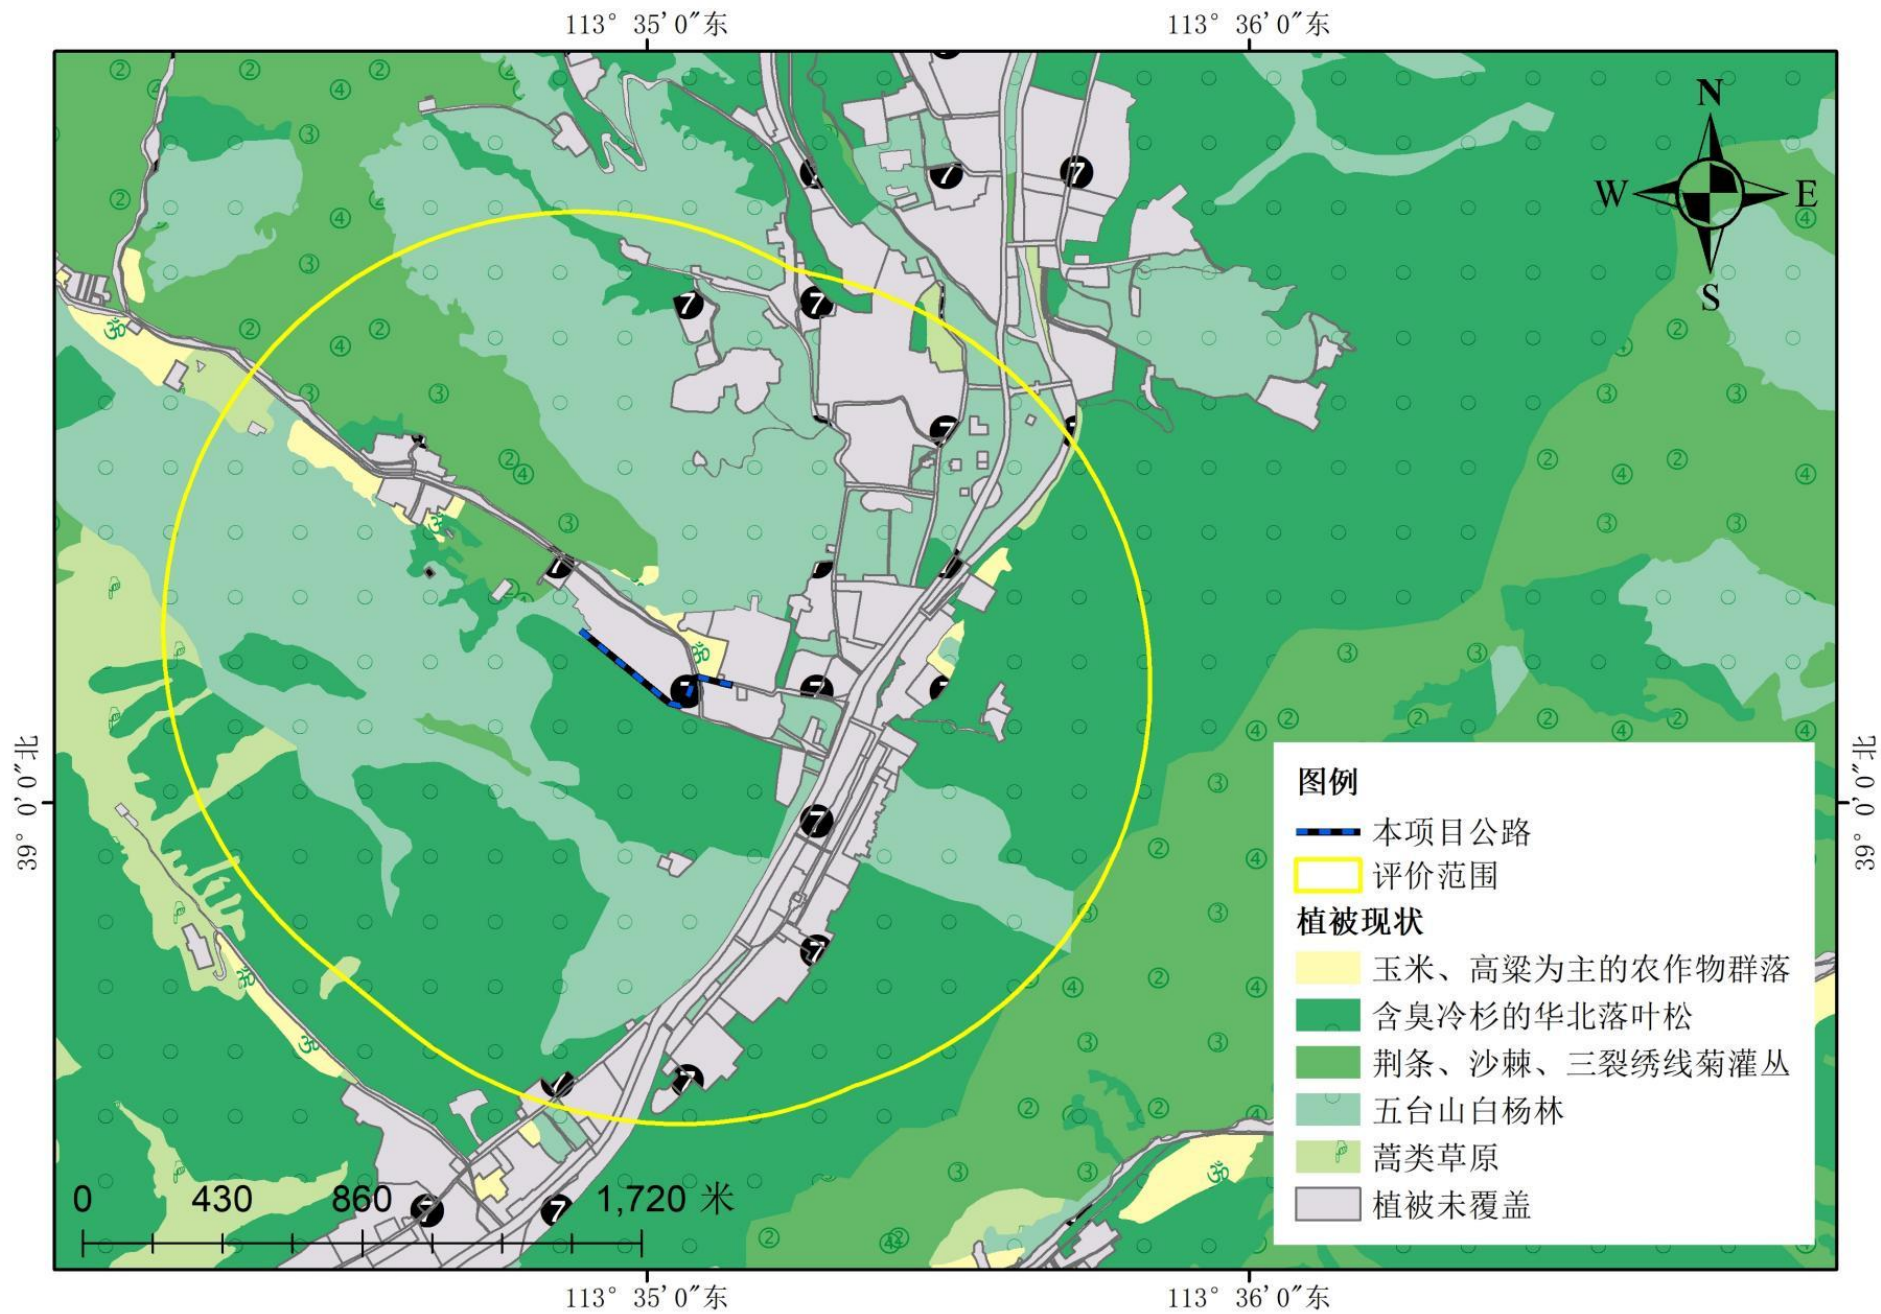 113° 35′0″东
113° 36′0″东
N
W
E
S
39° 0′0″北
39° 0′0″北
图例
本项目公路
评价范围
植被现状
玉米、高粱为主的农作物群落
含臭冷杉的华北落叶松
荆条、沙棘、三裂绣线菊灌丛
五台山白杨林
蒿类草原
植被未覆盖
0 430 860 1,720 米
113° 35′0″东
113° 36′0″东